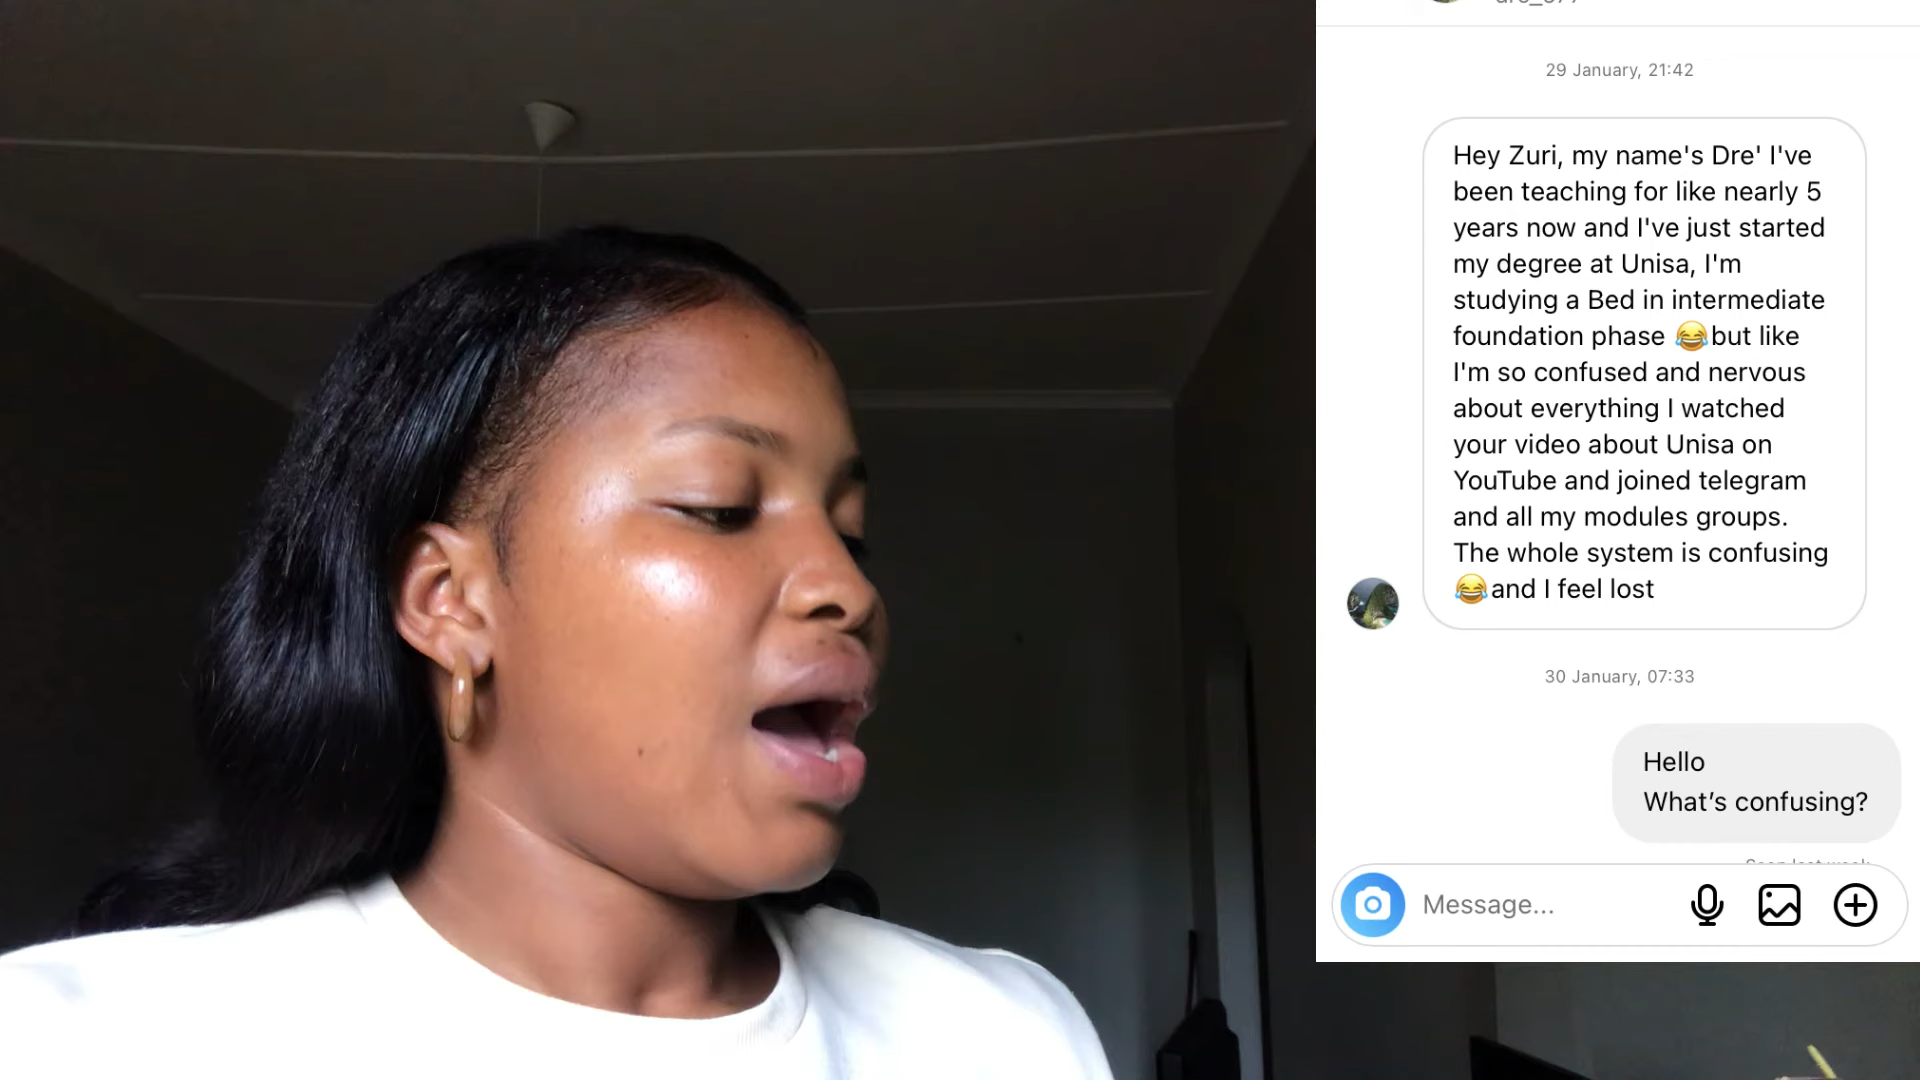 29 January, 21:42
Hey Zuri, my name's Dre' I've
been teaching for like nearly 5
years now and I've just started
my degree at Unisa, I'm
studying a Bed in intermediate
foundation phase 😂but like
I'm so confused and nervous
about everything I watched
your video about Unisa on
YouTube and joined telegram
and all my modules groups.
The whole system is confusing
😂and I feel lost
30 January, 07:33
Hello
What's confusing?
Message...